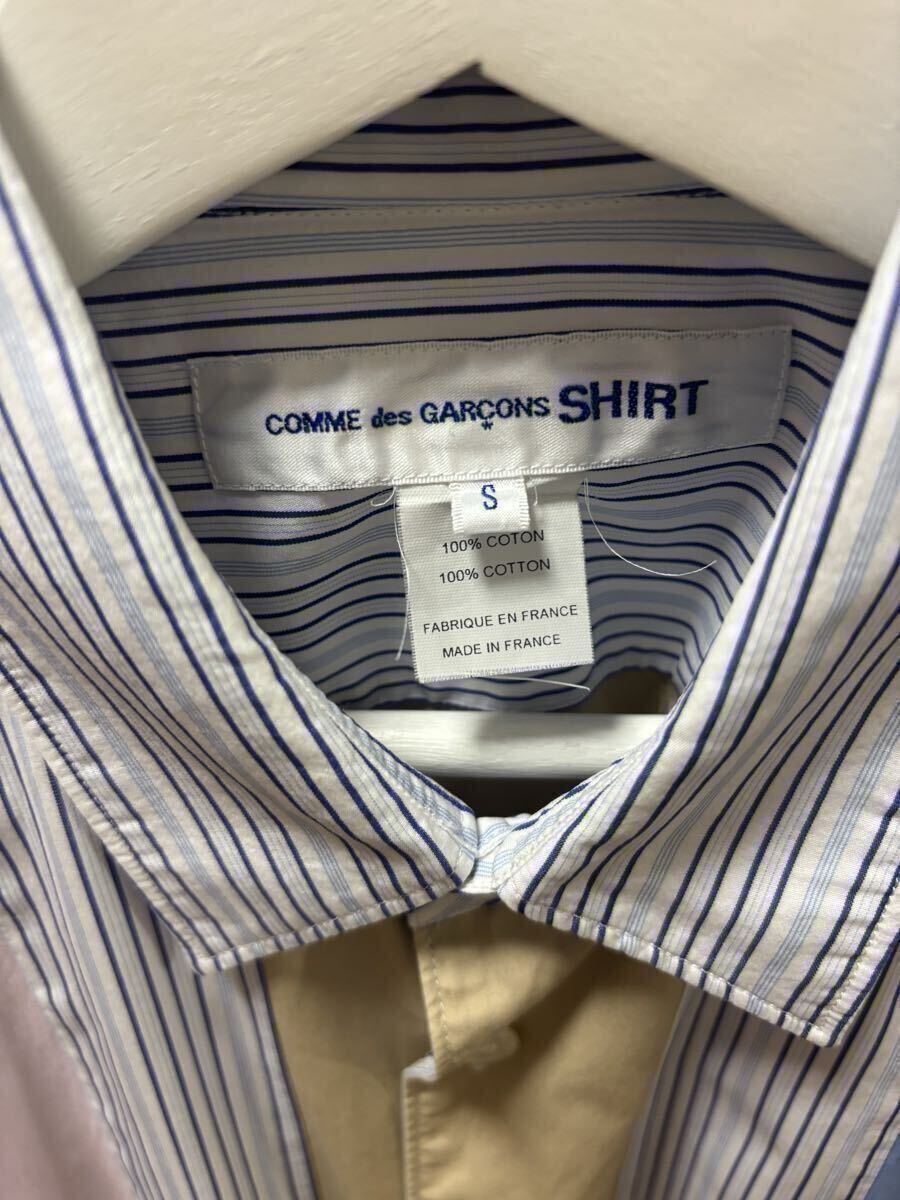 COMME des GARÇONS SHIRT
S
100% COTON
100% COTTON
FABRIQUE EN FRANCE
MADE IN FRANCE